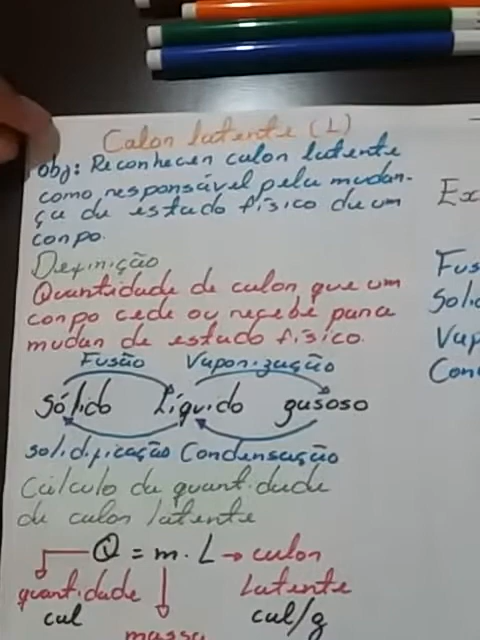 Calor latente (L)
obj: Reconhecer calor latente
como responsável pela mudan-
ça de estado físico de um
corpo.
Definição
Quantidade de calor que um
corpo cede ou recebe para
mudar de estado físico.
Fusão Vaporização
Sólido Líquido gasoso
solidificação Condensação
Cálculo da quantidade
de calor latente
Q = m . L → calor
quantidade latente
cal cal/g
massa
Ex
Fus
Soli
Vap
Con